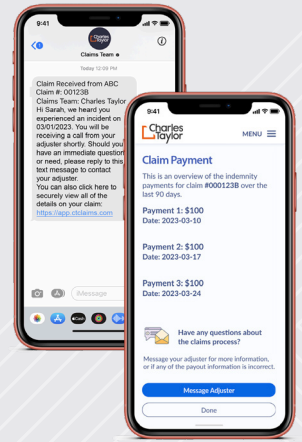 9:41
Charles
Taylor
Claims Team
Today 12:09 PM
Claim Received from ABC
Claim #: 00123B
Claims Team: Charles Taylor
Hi Sarah, we heard you
experienced an incident on
03/01/2023. You will be
receiving a call from your
adjuster shortly. Should you
have an immediate question
or need, please reply to this
text message to contact
your adjuster.
You can also click here to
securely view all of the
details on your claim:
https://app.ctclaims.com
iMessage
Cash
9:41
Charles
Taylor
MENU
Claim Payment
This is an overview of the indemnity
payments for claim #000123B over the
last 90 days.
Payment 1: $100
Date: 2023-03-10
Payment 2: $100
Date: 2023-03-17
Payment 3: $100
Date: 2023-03-24
Have any questions about
the claims process?
Message your adjuster for more information,
or if any of the payout information is incorrect.
Message Adjuster
Done